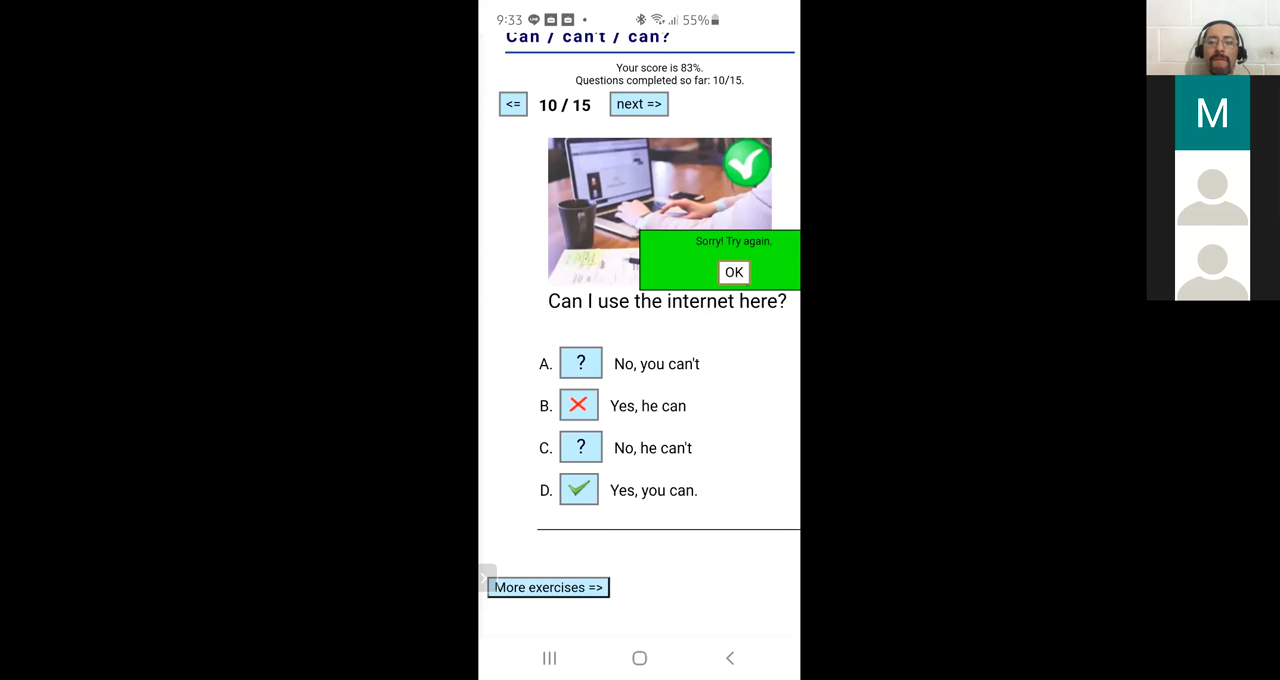 9:33 55%
Can / can't / can?
Your score is 83%.
Questions completed so far: 10/15.
<= 10 / 15 next =>
Sorry! Try again.
OK
Can I use the internet here?
A. ? No, you can't
B. Yes, he can
C. ? No, he can't
D. Yes, you can.
More exercises =>
M